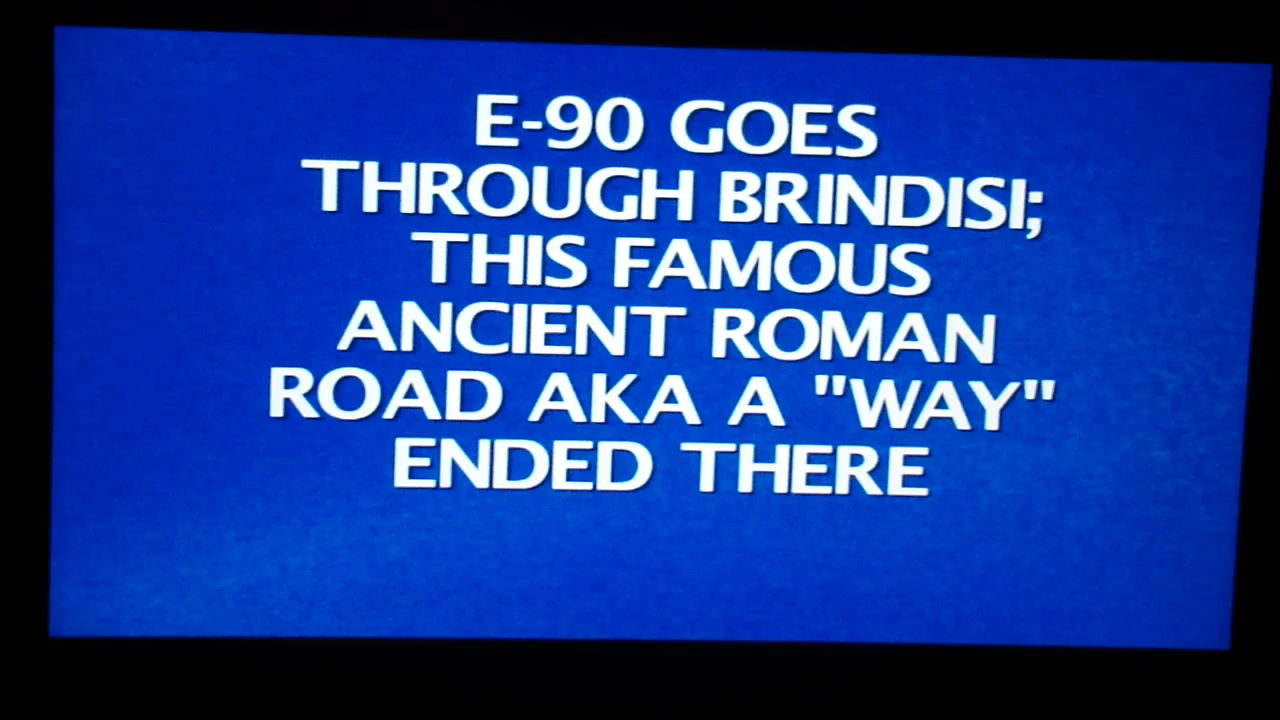 E-90 GOES
THROUGH BRINDISI;
THIS FAMOUS
ANCIENT ROMAN
ROAD AKA A "WAY"
ENDED THERE